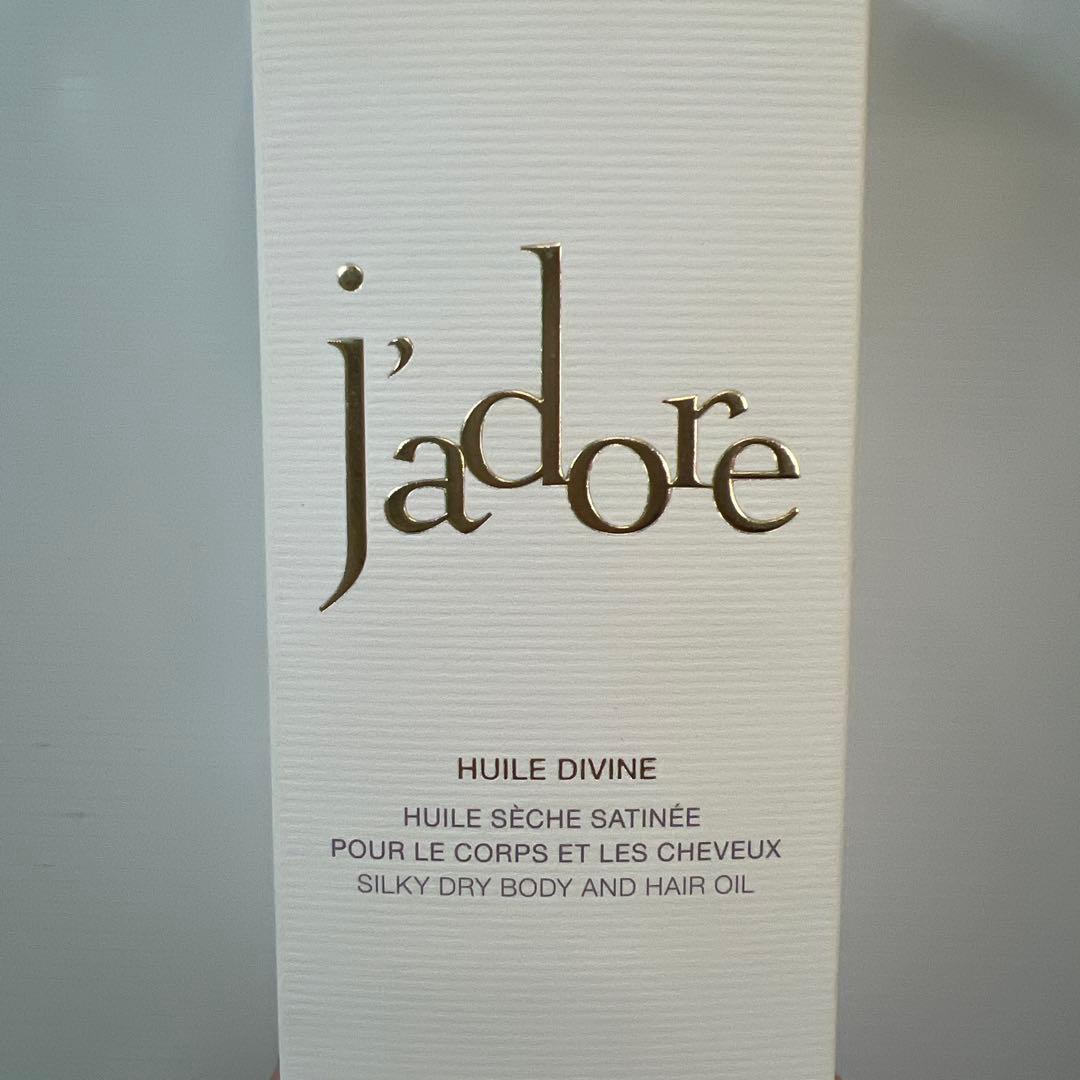 j'adore
HUILE DIVINE
HUILE SÈCHE SATINÉE
POUR LE CORPS ET LES CHEVEUX
SILKY DRY BODY AND HAIR OIL